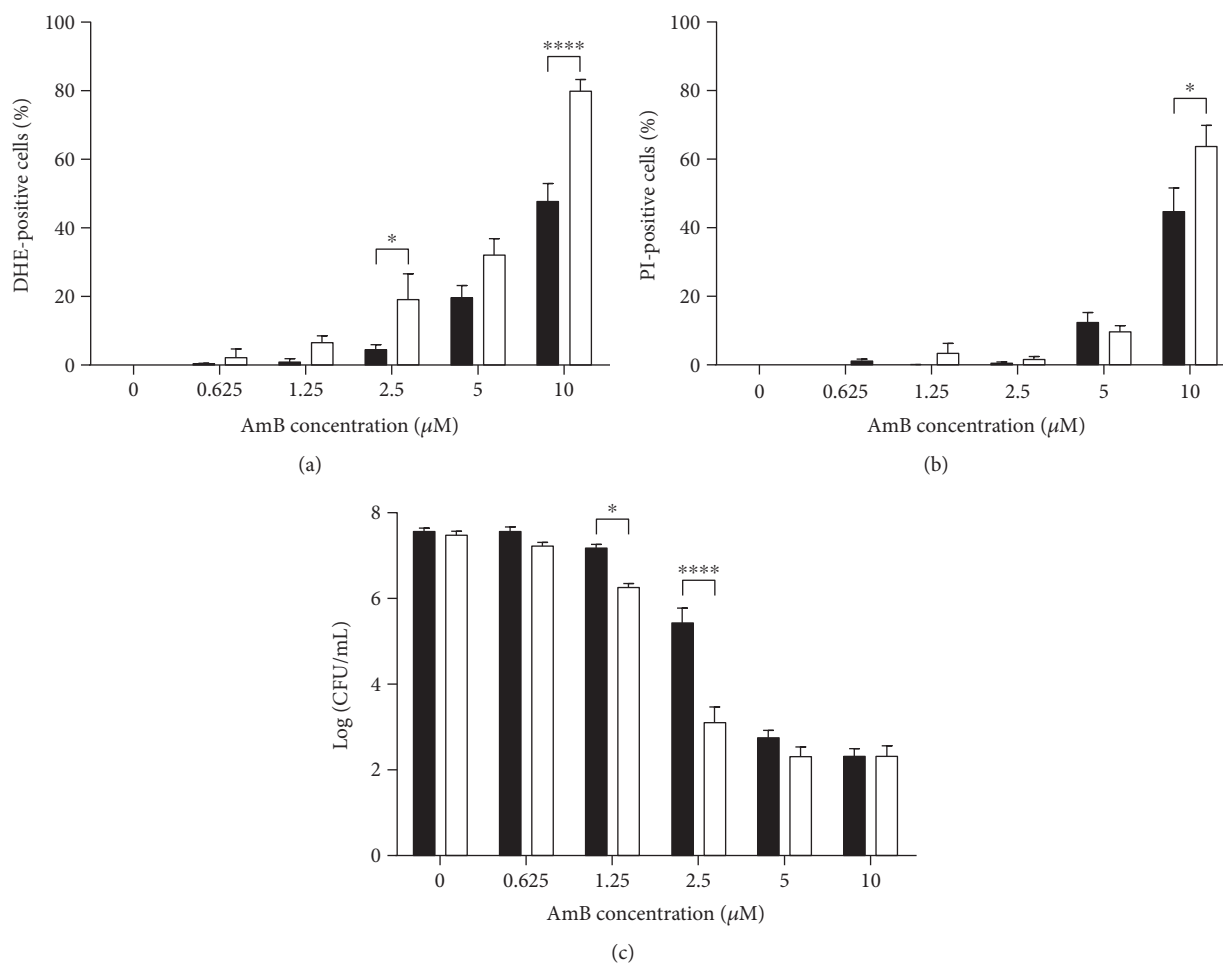 100
80
60
40
20
0
DHE-positive cells (%)
*
****
0 0.625 1.25 2.5 5 10
AmB concentration (μM)
(a)
100
80
60
40
20
0
PI-positive cells (%)
*
0 0.625 1.25 2.5 5 10
AmB concentration (μM)
(b)
8
6
4
2
0
Log (CFU/mL)
*
****
0 0.625 1.25 2.5 5 10
AmB concentration (μM)
(c)